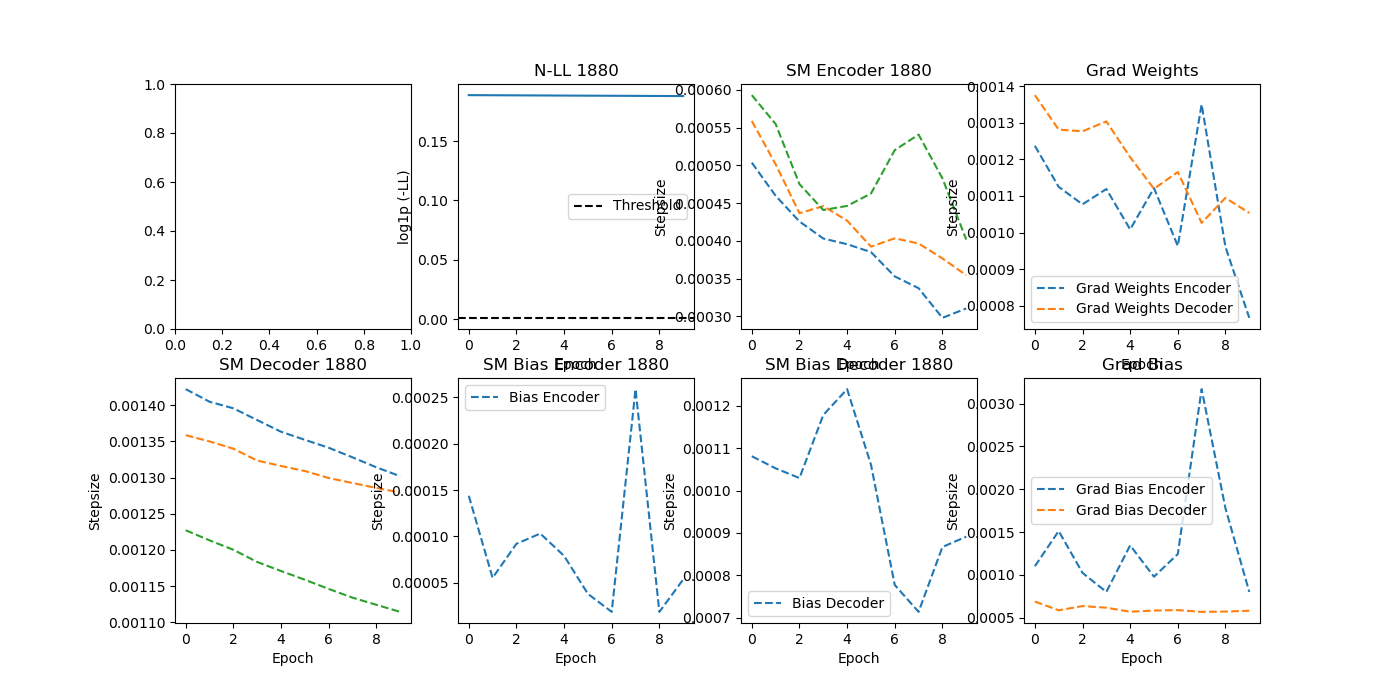 N-LL 1880
SM Encoder 1880
Grad Weights
1.0
0.8
0.6
0.4
0.2
0.0
0.0 0.2 0.4 0.6 0.8 1.0
log1p (-LL)
0.15
0.10
0.05
0.00
Threshold
0 2 4 6 8
Epoch
Stepsize
0.00060
0.00055
0.00050
0.00045
0.00040
0.00035
0.00030
0 2 4 6 8
Epoch
Stepsize
0.0014
0.0013
0.0012
0.0011
0.0010
0.0009
0.0008
Grad Weights Encoder
Grad Weights Decoder
0 2 4 6 8
Epoch
SM Decoder 1880
SM Bias Encoder 1880
SM Bias Decoder 1880
Grad Bias
Stepsize
0.00140
0.00135
0.00130
0.00125
0.00120
0.00115
0.00110
0 2 4 6 8
Epoch
Stepsize
0.00025
0.00020
0.00015
0.00010
0.00005
Bias Encoder
0 2 4 6 8
Epoch
Stepsize
0.0012
0.0011
0.0010
0.0009
0.0008
0.0007
Bias Decoder
0 2 4 6 8
Epoch
Stepsize
0.0030
0.0025
0.0020
0.0015
0.0010
0.0005
Grad Bias Encoder
Grad Bias Decoder
0 2 4 6 8
Epoch